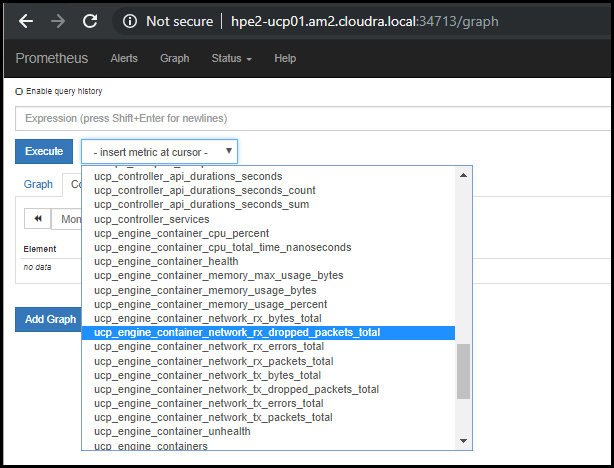 Not secure | hpe2-ucp01.am2.cloudra.local:34713/graph
Prometheus Alerts Graph Status Help
Enable query history
Expression (press Shift+Enter for newlines)
Execute - insert metric at cursor -
ucp_controller_api_durations_seconds
Graph Co
ucp_controller_api_durations_seconds_count
ucp_controller_api_durations_seconds_sum
ucp_controller_services
Mon
ucp_engine_container_cpu_percent
ucp_engine_container_cpu_total_time_nanoseconds
Element
ucp_engine_container_health
no data
ucp_engine_container_memory_max_usage_bytes
ucp_engine_container_memory_usage_bytes
ucp_engine_container_memory_usage_percent
Add Graph
ucp_engine_container_network_rx_bytes_total
ucp_engine_container_network_rx_dropped_packets_total
ucp_engine_container_network_rx_errors_total
ucp_engine_container_network_rx_packets_total
ucp_engine_container_network_tx_bytes_total
ucp_engine_container_network_tx_dropped_packets_total
ucp_engine_container_network_tx_errors_total
ucp_engine_container_network_tx_packets_total
ucp_engine_container_unhealth
ucp_engine_containers